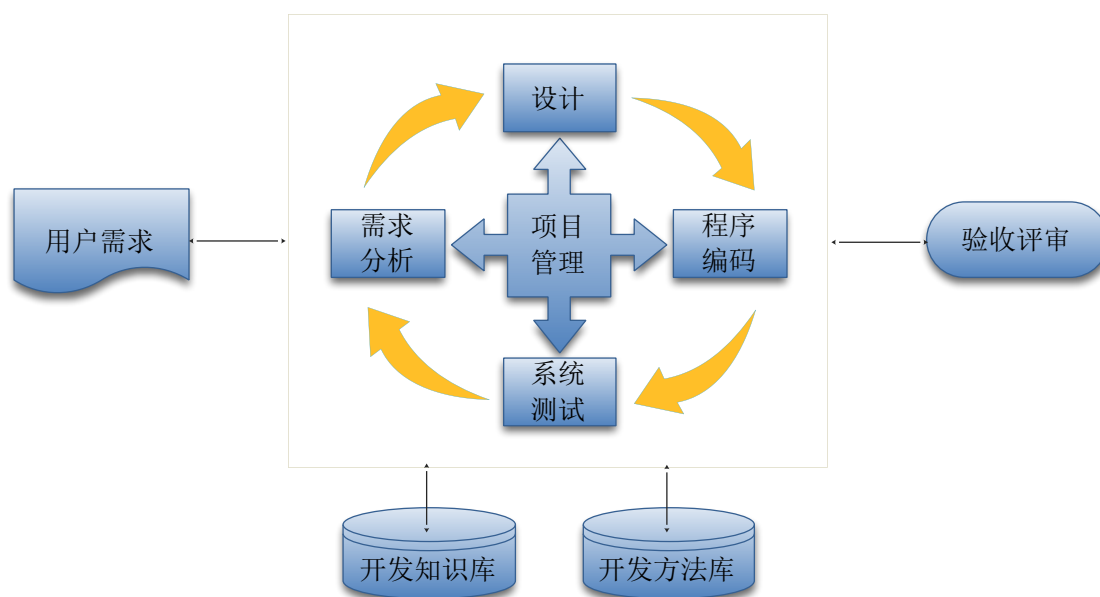 设计
用户需求
需求
分析
项目
管理
程序
编码
验收评审
系统
测试
开发知识库
开发方法库